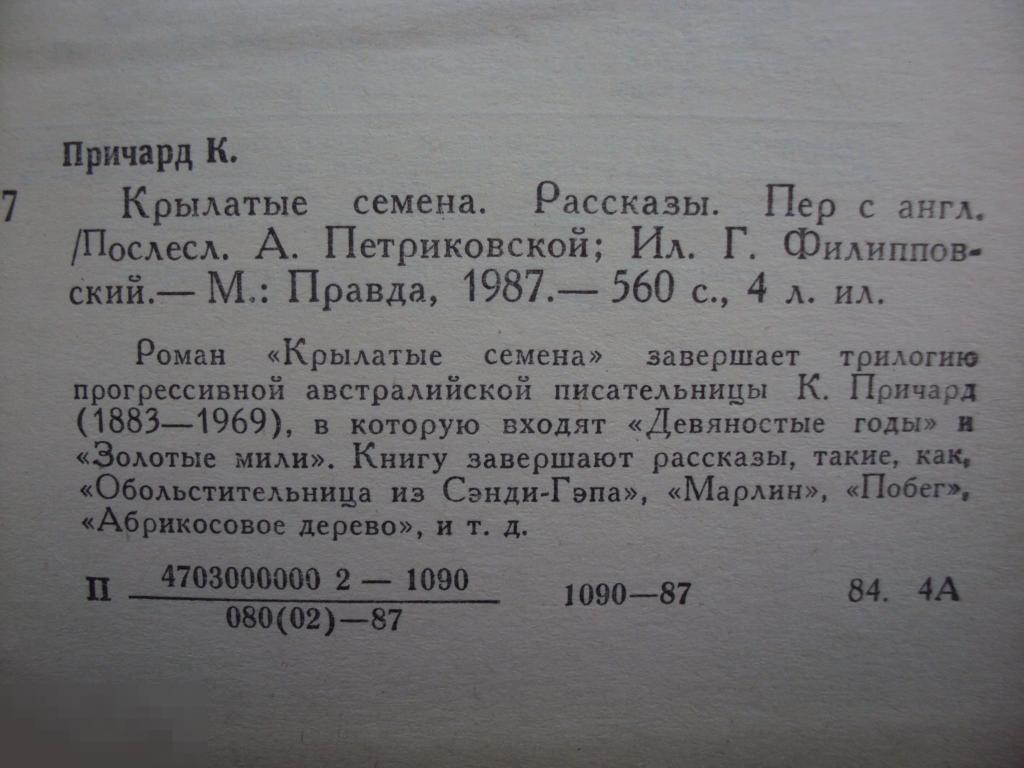 Причард К.
7 Крылатые семена. Рассказы. Пер с англ.
/Послесл. А. Петриковской; Ил. Г. Филиппов-
ский.— М.: Правда, 1987.— 560 с., 4 л. ил.
Роман «Крылатые семена» завершает трилогию
прогрессивной австралийской писательницы К. Причард
(1883—1969), в которую входят «Девяностые годы» и
«Золотые мили». Книгу завершают рассказы, такие, как,
«Обольстительница из Сэнди-Гэпа», «Марлин», «Побег»,
«Абрикосовое дерево», и т. д.
П 4703000000 2 — 1090 1090—87 84. 4А
080(02)—87